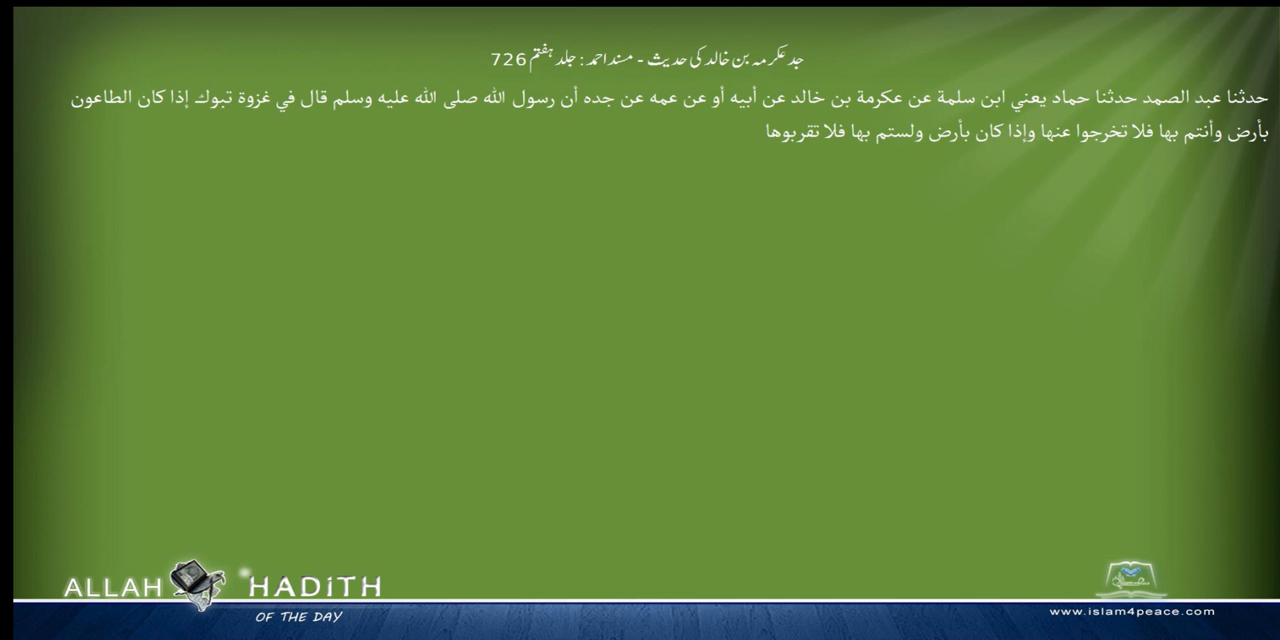 جد عکرمہ بن خالد کی حدیث - مسند احمد : جلد ہفتم 726
حدثنا عبد الصمد حدثنا حماد يعني ابن سلمة عن عكرمة بن خالد عن أبيه أو عن عمه عن جده أن رسول الله صلى الله عليه وسلم قال في غزوة تبوك إذا كان الطاعون
بأرض وأنتم بها فلا تخرجوا عنها وإذا كان بأرض ولستم بها فلا تقربوها
ALLAH HADITH
OF THE DAY
www.islam4peace.com